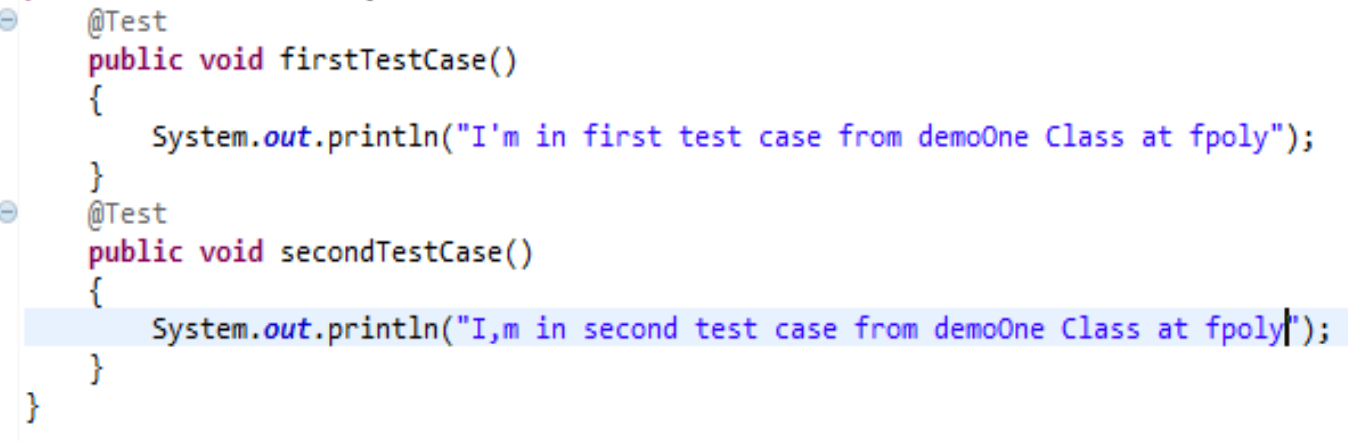 @Test
public void firstTestCase()
{
System.out.println("I'm in first test case from demoOne Class at fpoly");
}
@Test
public void secondTestCase()
{
System.out.println("I,m in second test case from demoOne Class at fpoly");
}
}